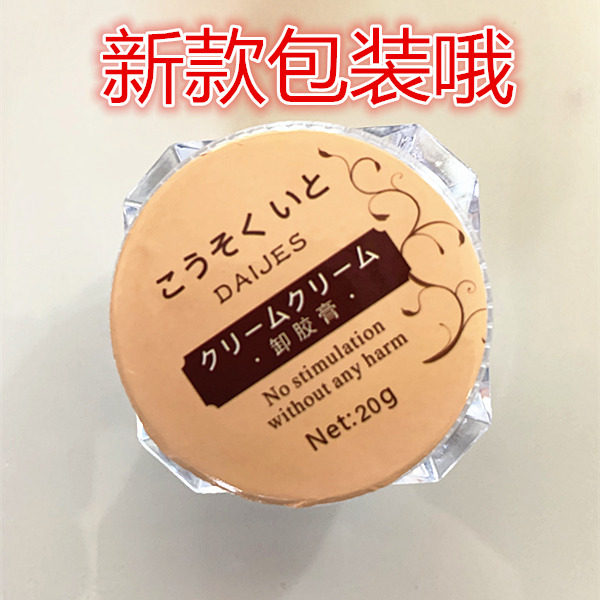 新款包装哦
こうそくいと
DAIJES
クリームクリーム
·卸胶膏·
No stimulation
without any harm
Net:20g